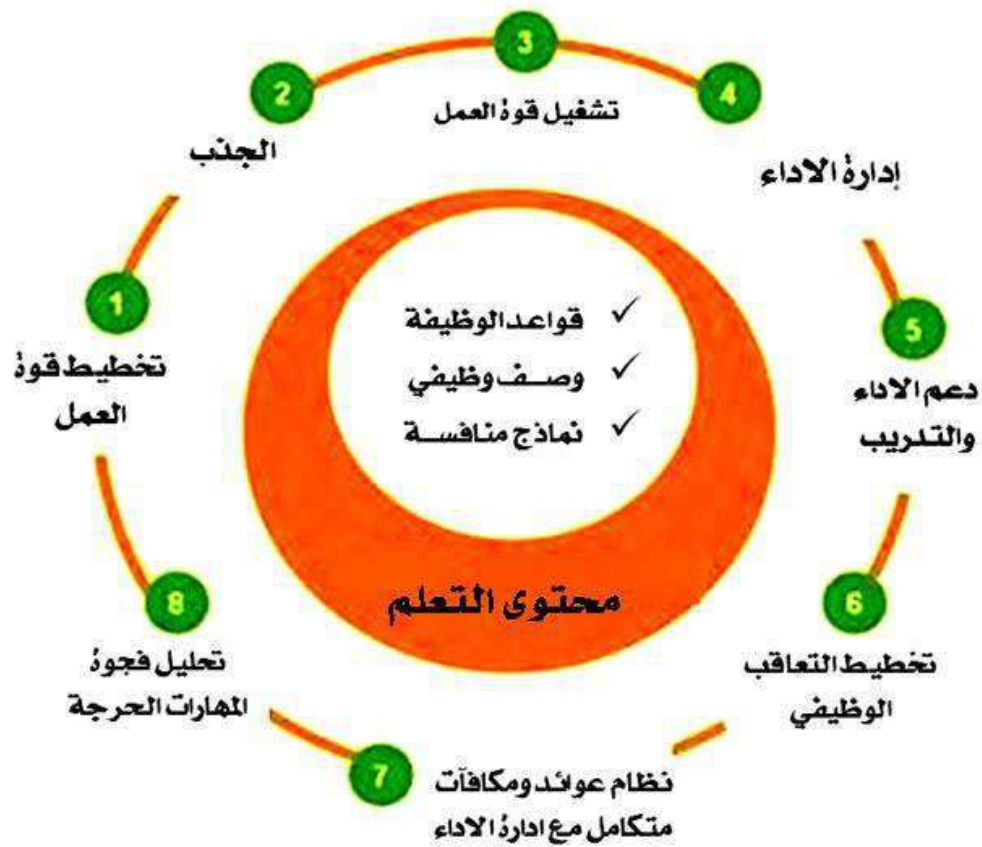 1
تخطيط قوة
العمل
2
الجذب
3
تشغيل قوة العمل
4
إدارة الاداء
5
دعم الاداء
والتدريب
6
تخطيط التعاقب
الوظيفي
7
نظام عوائد ومكافآت
متكامل مع ادارة الاداء
8
تحليل فجوة
المهارات الحرجة
✓ قواعد الوظيفة
✓ وصف وظيفي
✓ نماذج منافسة
محتوى التعلم